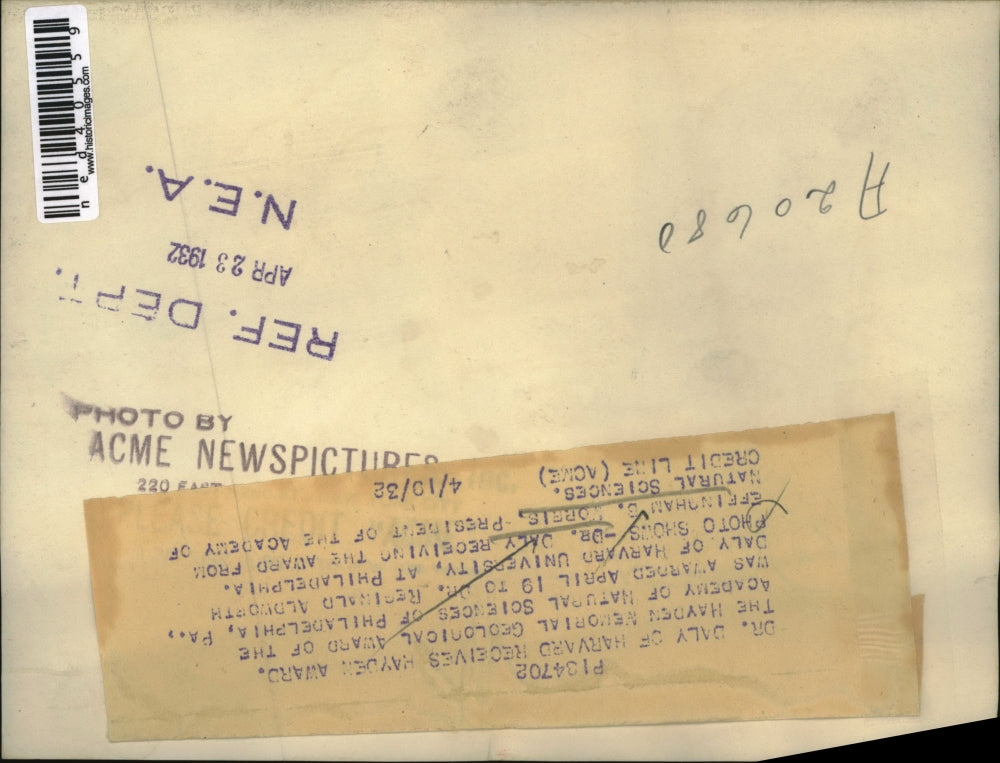 ned40559
www.historicimages.com
A20680
REF. DEPT.
APR 23 1932
N.E.A.
PHOTO BY
ACME NEWSPICTURES
220 EAST
INC.
P134702
DR. DALY OF HARVARD RECEIVES HAYDEN AWARD.
THE HAYDEN MEMORIAL GEOLOGICAL AWARD OF THE
ACADEMY OF NATURAL SCIENCES OF PHILADELPHIA, PA.,
WAS AWARDED APRIL 19 TO DR. REGINALD ALDWORTH
DALY OF HARVARD UNIVERSITY, AT PHILADELPHIA.
PHOTO SHOWS -DR. DALY RECEIVING THE AWARD FROM
EFFINGHAM B. MORRIS, -PRESIDENT OF THE ACADEMY OF
NATURAL SCIENCES.
CREDIT LINE (ACME) 4/19/32